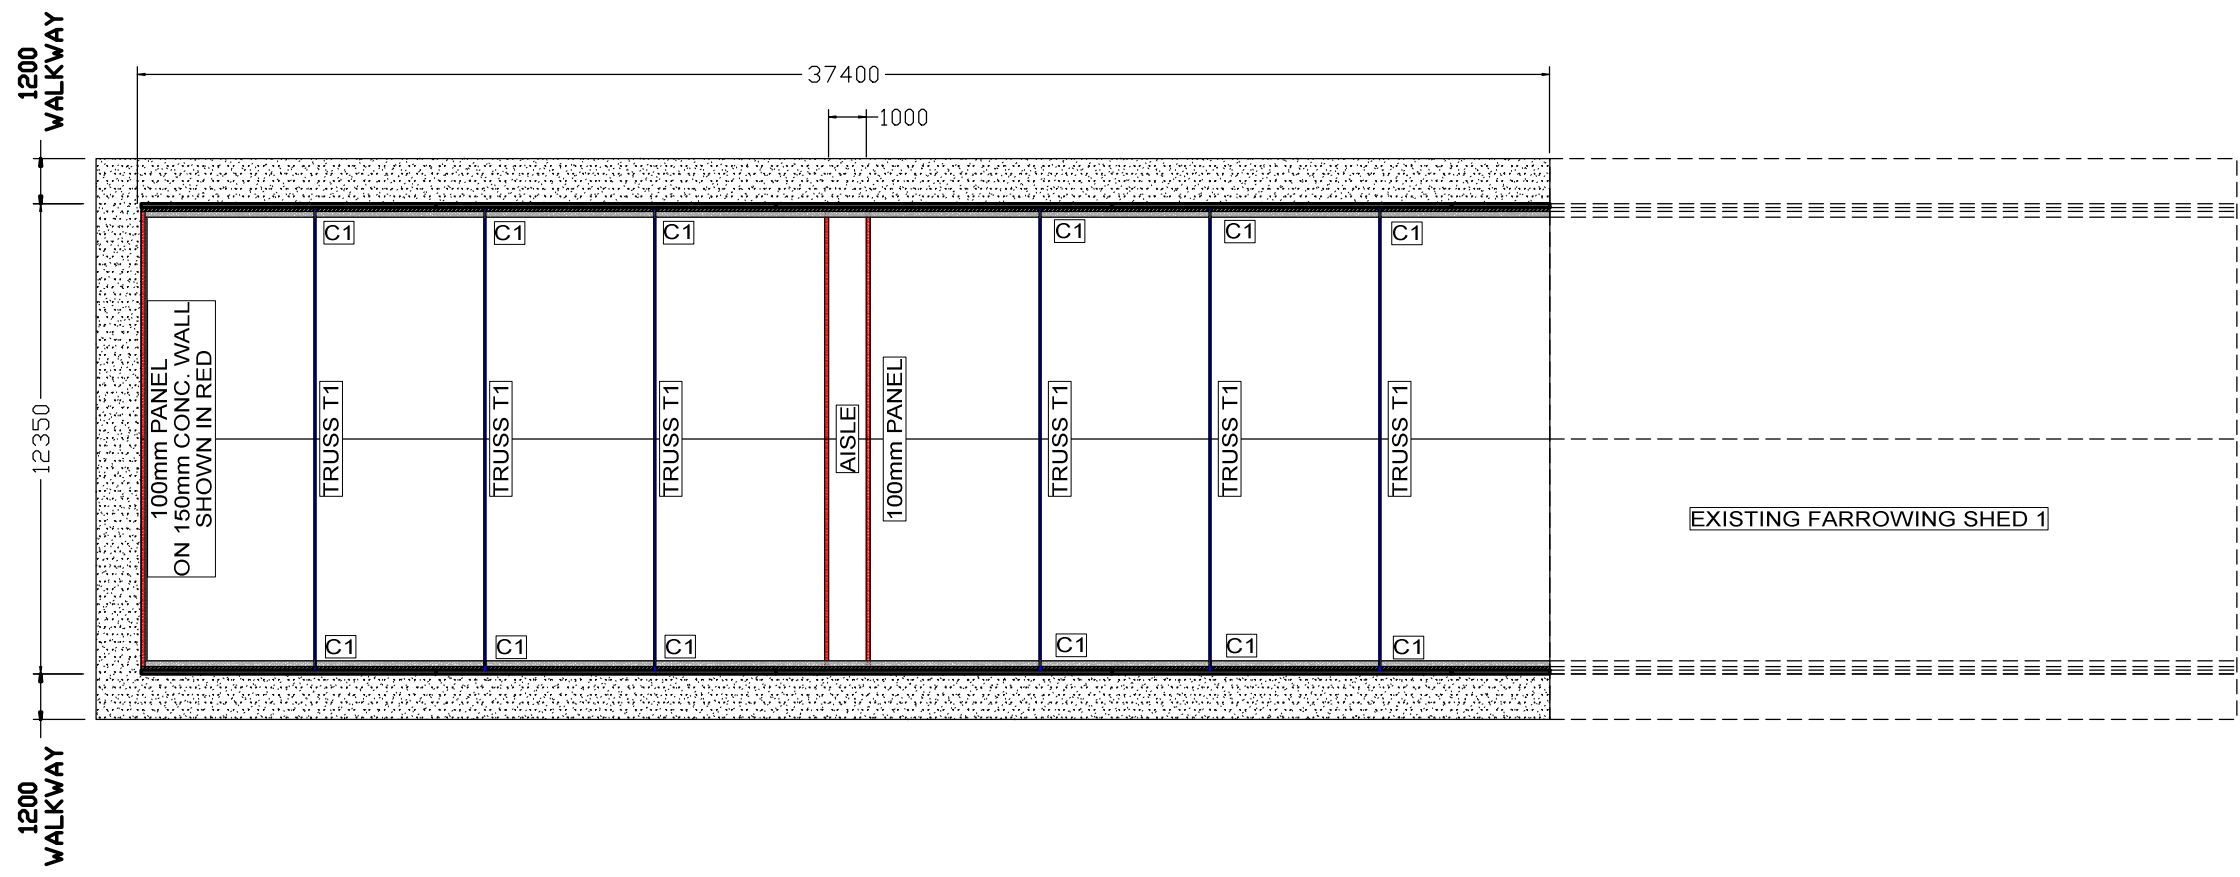 1200
WALKWAY
37400
1000
C1
C1
C1
C1
C1
C1
100mm PANEL
ON 150mm CONC. WALL
SHOWN IN RED
TRUSS T1
TRUSS T1
TRUSS T1
AISLE
100mm PANEL
TRUSS T1
TRUSS T1
TRUSS T1
12350
EXISTING FARROWING SHED 1
C1
C1
C1
C1
C1
C1
1200
WALKWAY